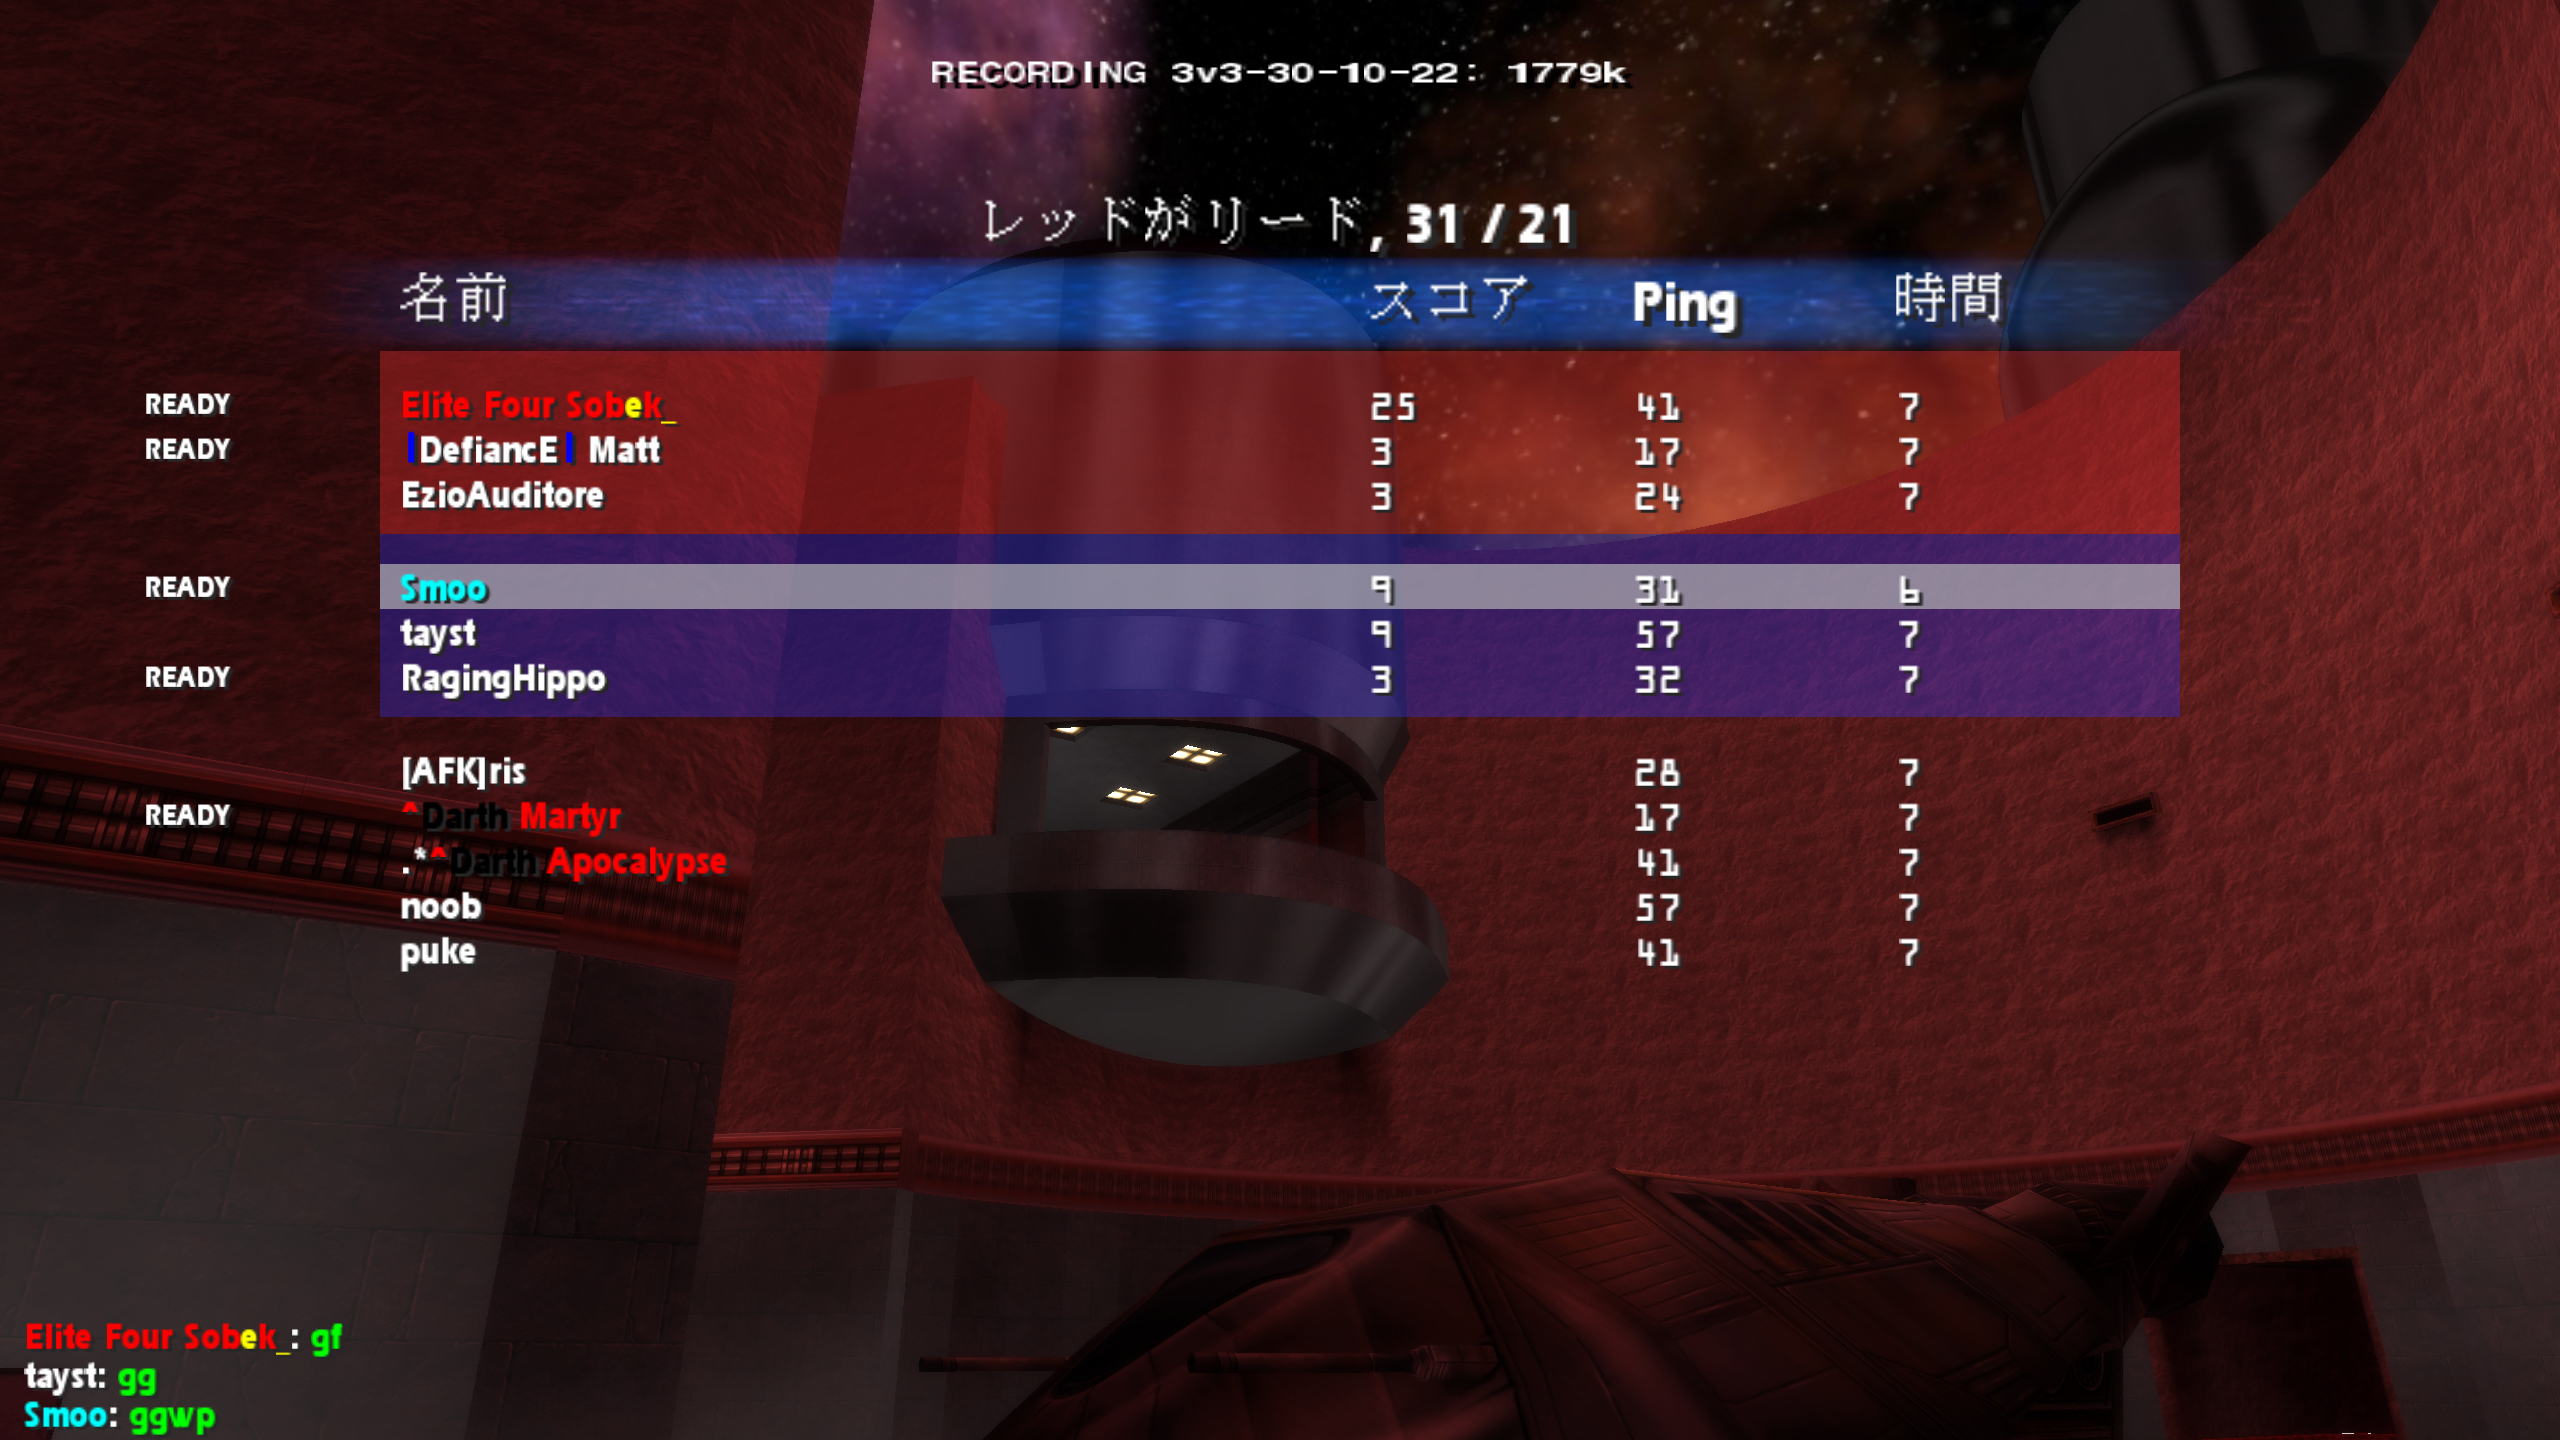 RECORDING 3v3-30-10-22: 1779k
レッドがリード, 31 / 21
名前 スコア Ping 時間
READY Elite Four Sobek_ 25 41 7
READY |DefiancE| Matt 3 17 7
EzioAuditore 3 24 7
READY Smoo 9 31 6
tayst 9 57 7
READY RagingHippo 3 32 7
[AFK]ris 28 7
READY ^Darth Martyr 17 7
.*^Darth Apocalypse 41 7
noob 57 7
puke 41 7
Elite Four Sobek_: gf
tayst: gg
Smoo: ggwp